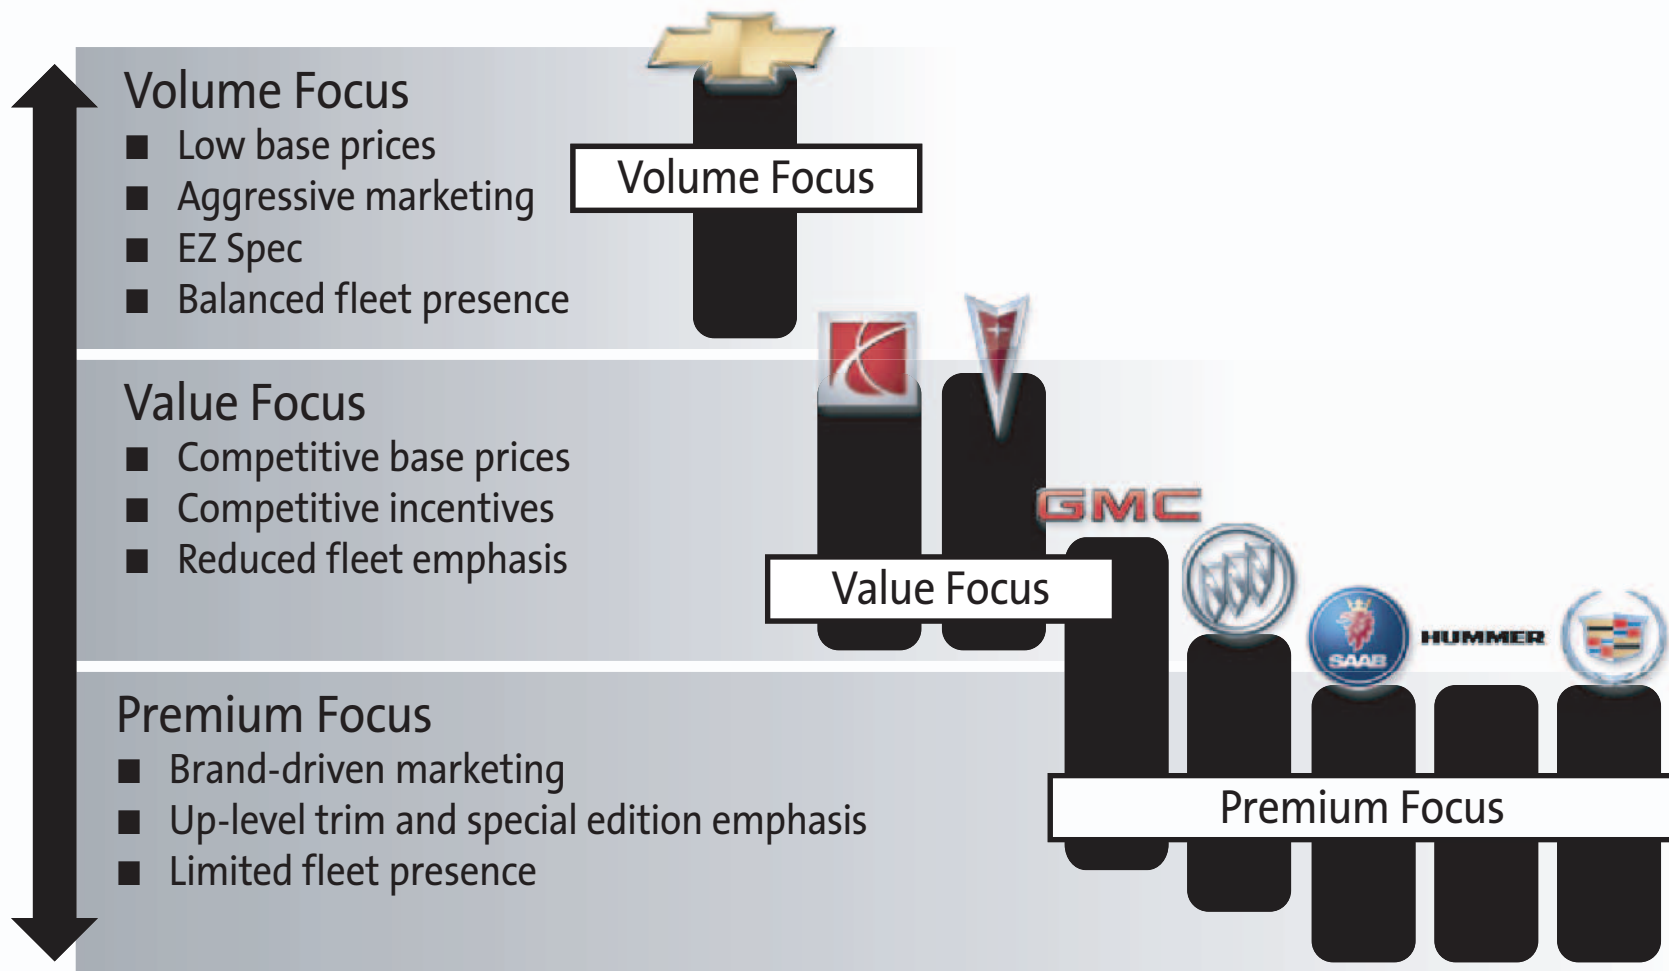 Volume Focus
■ Low base prices
■ Aggressive marketing
■ EZ Spec
■ Balanced fleet presence
Volume Focus
Value Focus
■ Competitive base prices
■ Competitive incentives
■ Reduced fleet emphasis
GMC
Value Focus
SAAB
HUMMER
Premium Focus
■ Brand-driven marketing
■ Up-level trim and special edition emphasis
■ Limited fleet presence
Premium Focus